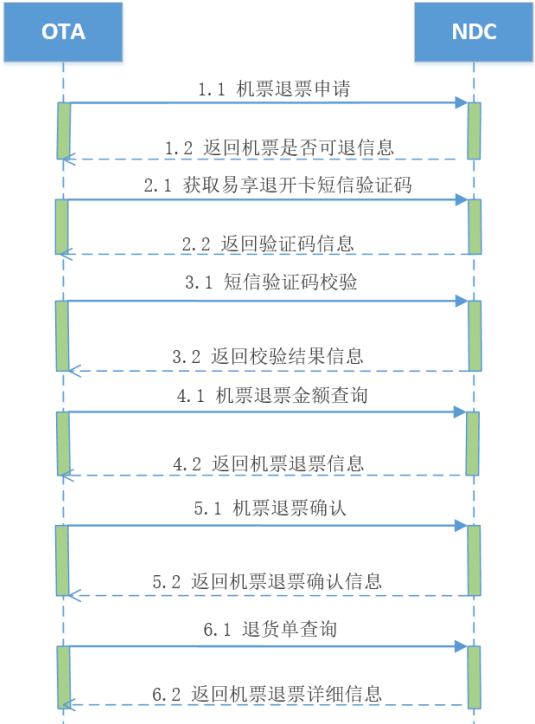 OTA
NDC
1.1 机票退票申请
1.2 返回机票是否可退信息
2.1 获取易享退开卡短信验证码
2.2 返回验证码信息
3.1 短信验证码校验
3.2 返回校验结果信息
4.1 机票退票金额查询
4.2 返回机票退票信息
5.1 机票退票确认
5.2 返回机票退票确认信息
6.1 退货单查询
6.2 返回机票退票详细信息